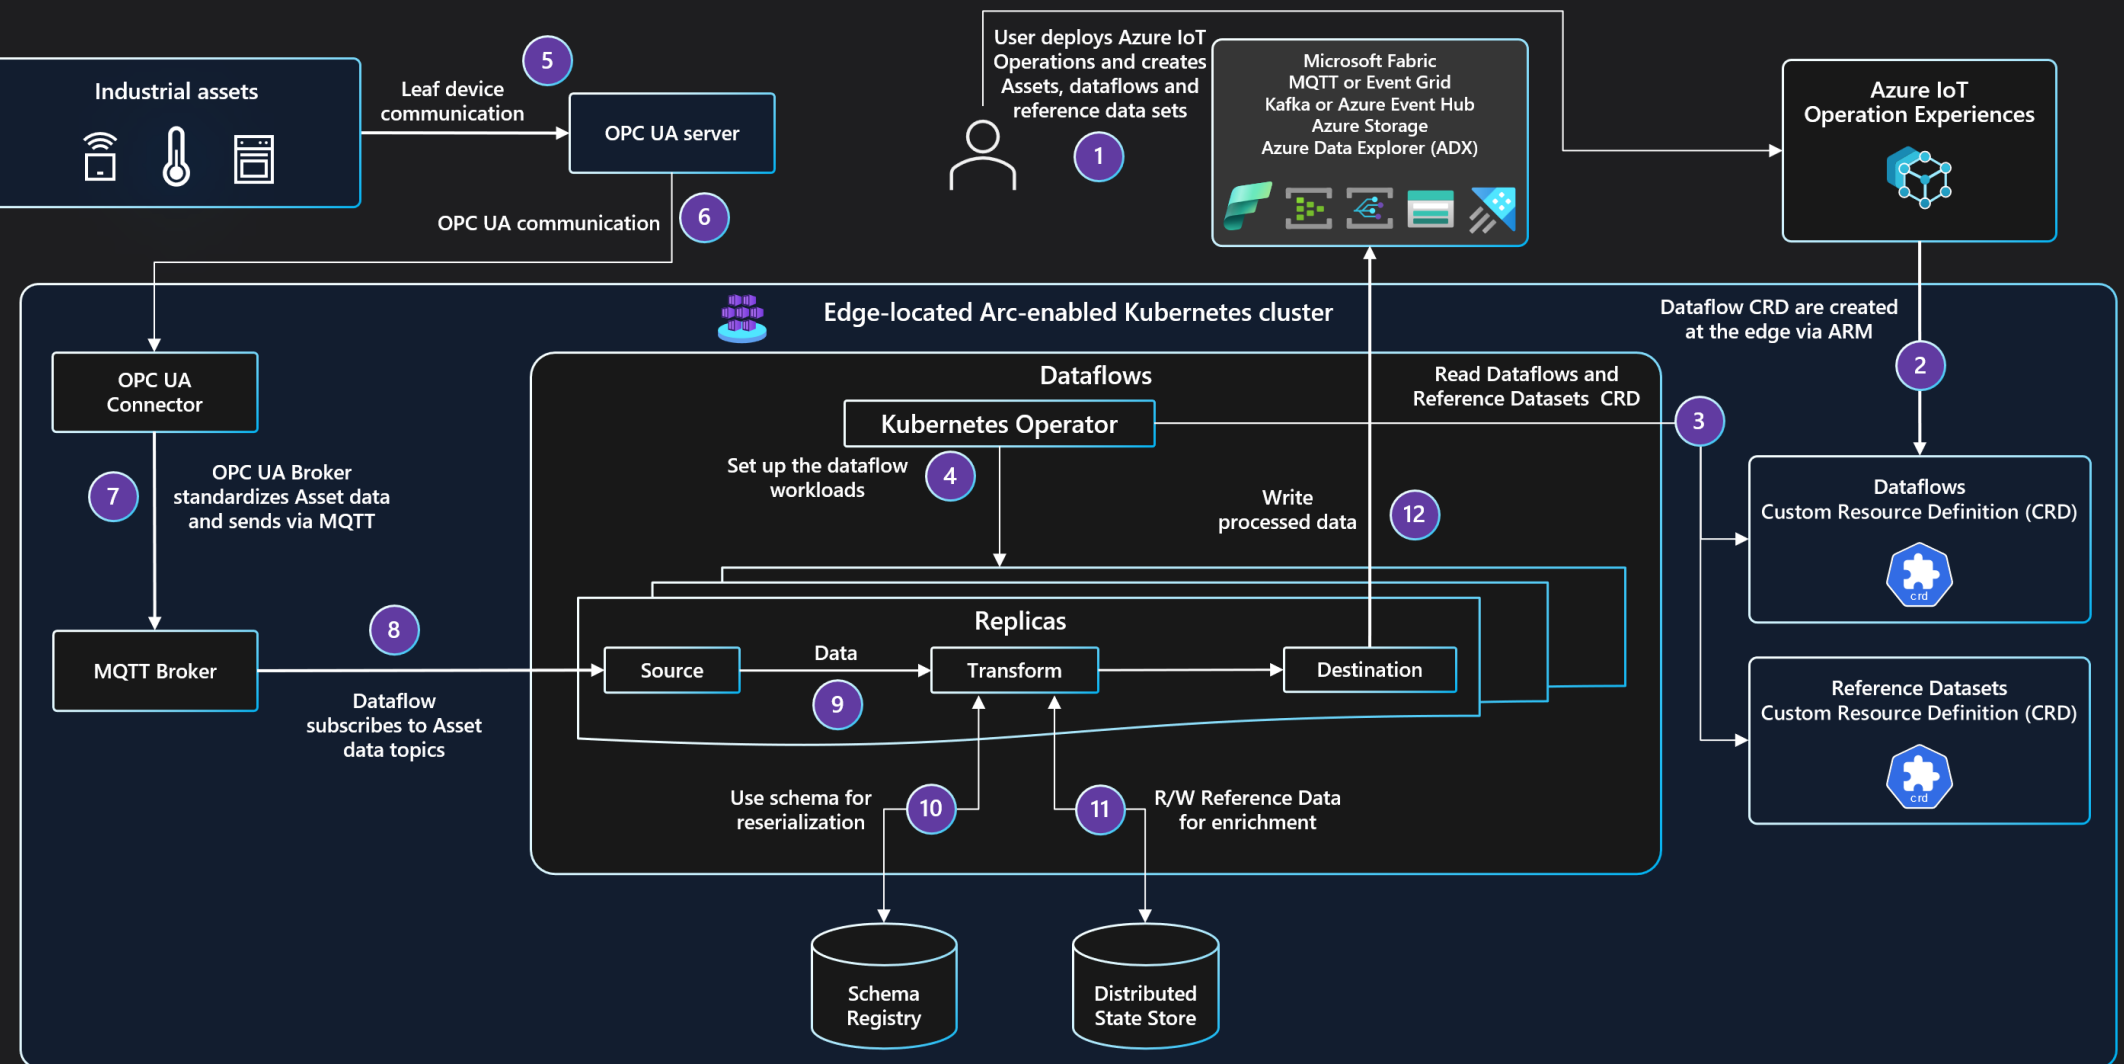 Industrial assets
Leaf device
communication
5
OPC UA server
OPC UA communication
6
User deploys Azure IoT
Operations and creates
Assets, dataflows and
reference data sets
1
Microsoft Fabric
MQTT or Event Grid
Kafka or Azure Event Hub
Azure Storage
Azure Data Explorer (ADX)
Azure IoT
Operation Experiences
Edge-located Arc-enabled Kubernetes cluster
Dataflow CRD are created
at the edge via ARM
2
OPC UA
Connector
7
OPC UA Broker
standardizes Asset data
and sends via MQTT
MQTT Broker
8
Dataflow
subscribes to Asset
data topics
Dataflows
Kubernetes Operator
Read Dataflows and
Reference Datasets CRD
3
Set up the dataflow
workloads
4
Write
processed data
12
Replicas
Source
Data
9
Transform
Destination
Use schema for
reserialization
10
11
R/W Reference Data
for enrichment
Schema
Registry
Distributed
State Store
Dataflows
Custom Resource Definition (CRD)
crd
Reference Datasets
Custom Resource Definition (CRD)
crd